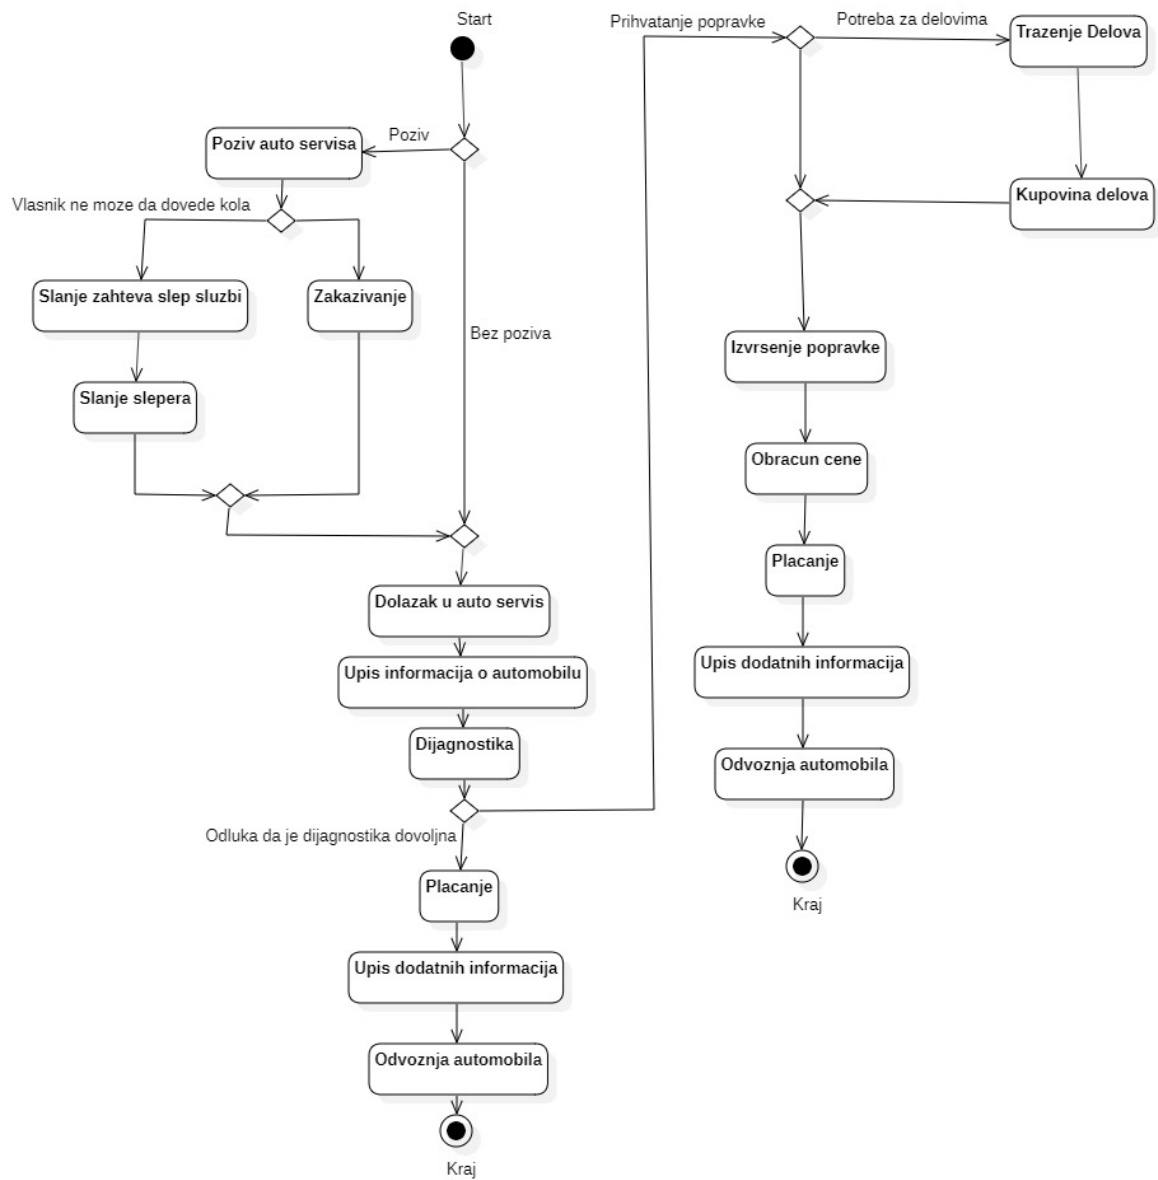 Start
Poziv
Poziv auto servisa
Vlasnik ne moze da dovede kola
Slanje zahteva slep sluzbi
Zakazivanje
Bez poziva
Slanje slepera
Dolazak u auto servis
Upis informacija o automobilu
Dijagnostika
Odluka da je dijagnostika dovoljna
Placanje
Upis dodatnih informacija
Odvoznja automobila
Kraj
Prihvatanje popravke
Potreba za delovima
Trazenje Delova
Kupovina delova
Izvrsenje popravke
Obracun cene
Placanje
Upis dodatnih informacija
Odvoznja automobila
Kraj